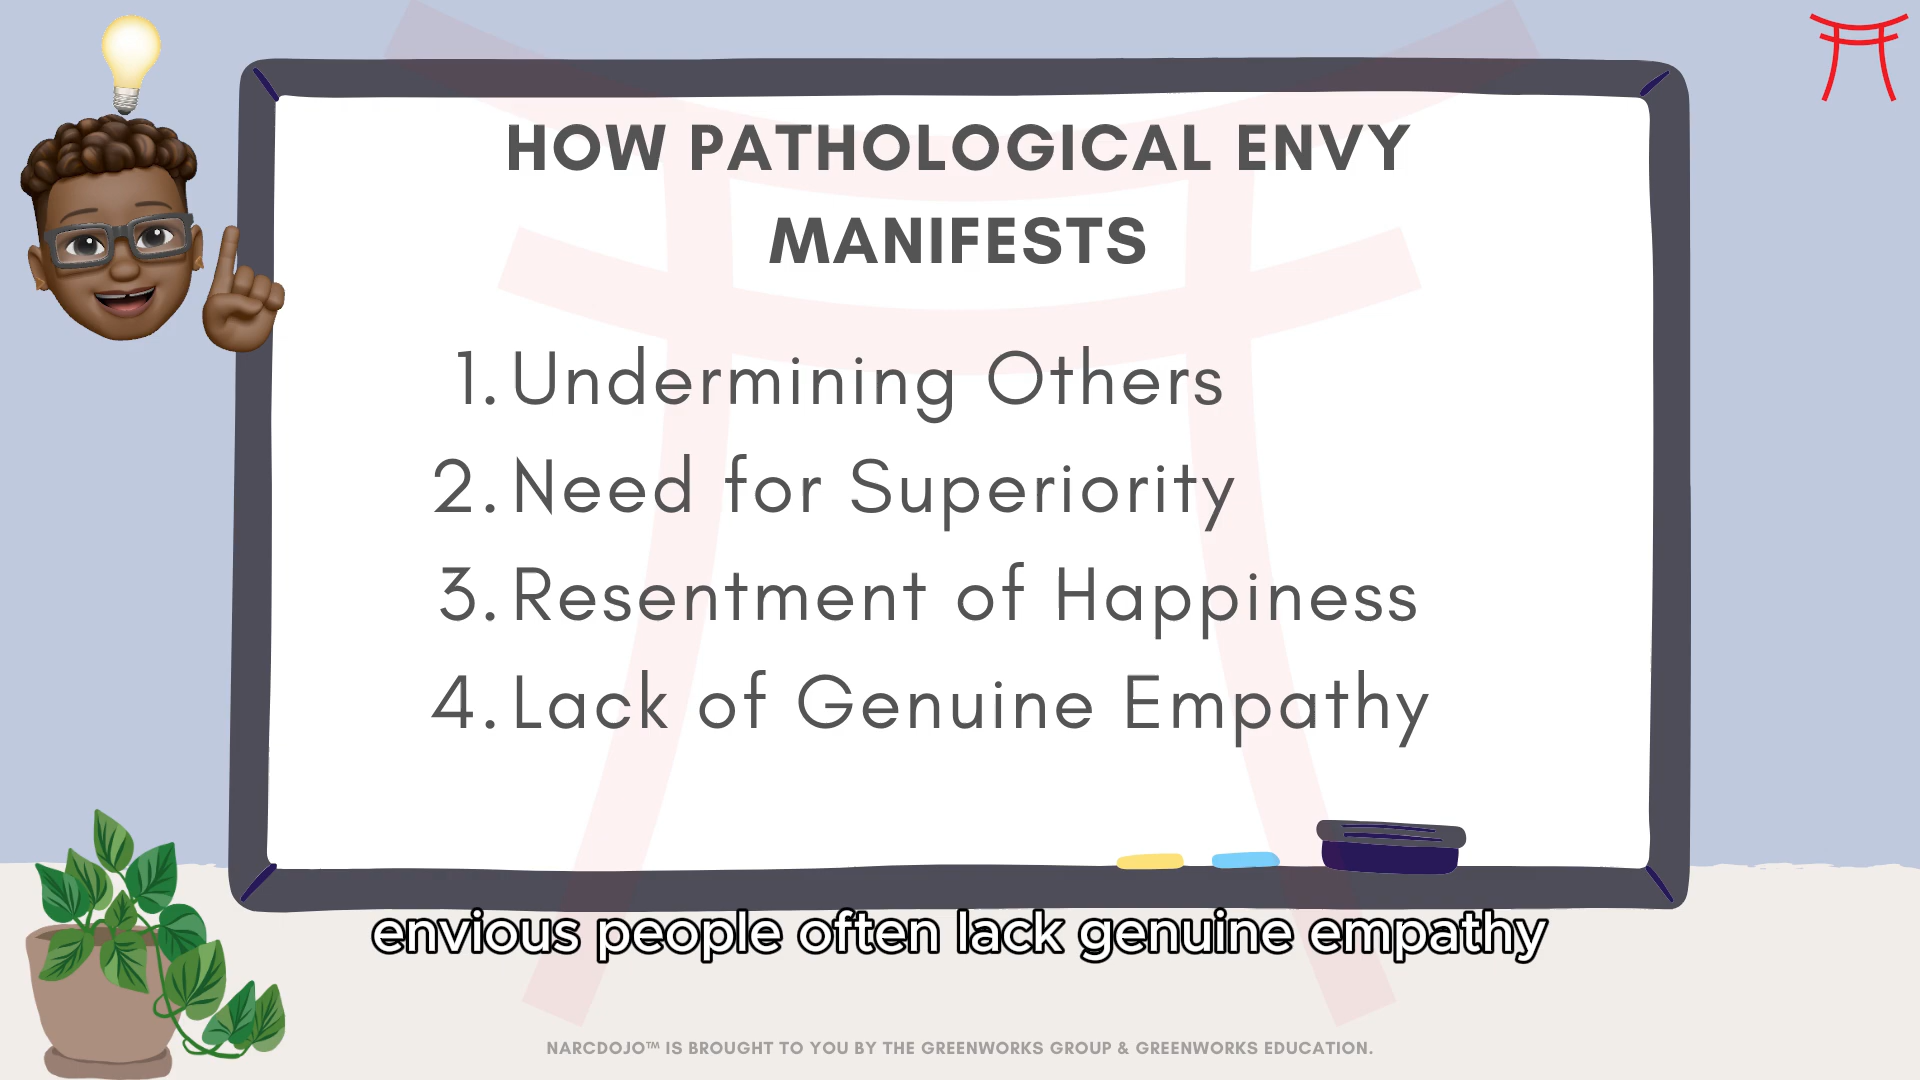 HOW PATHOLOGICAL ENVY
MANIFESTS
1. Undermining Others
2. Need for Superiority
3. Resentment of Happiness
4. Lack of Genuine Empathy
envious people often lack genuine empathy
NARCDOJO™ IS BROUGHT TO YOU BY THE GREENWORKS GROUP & GREENWORKS EDUCATION.